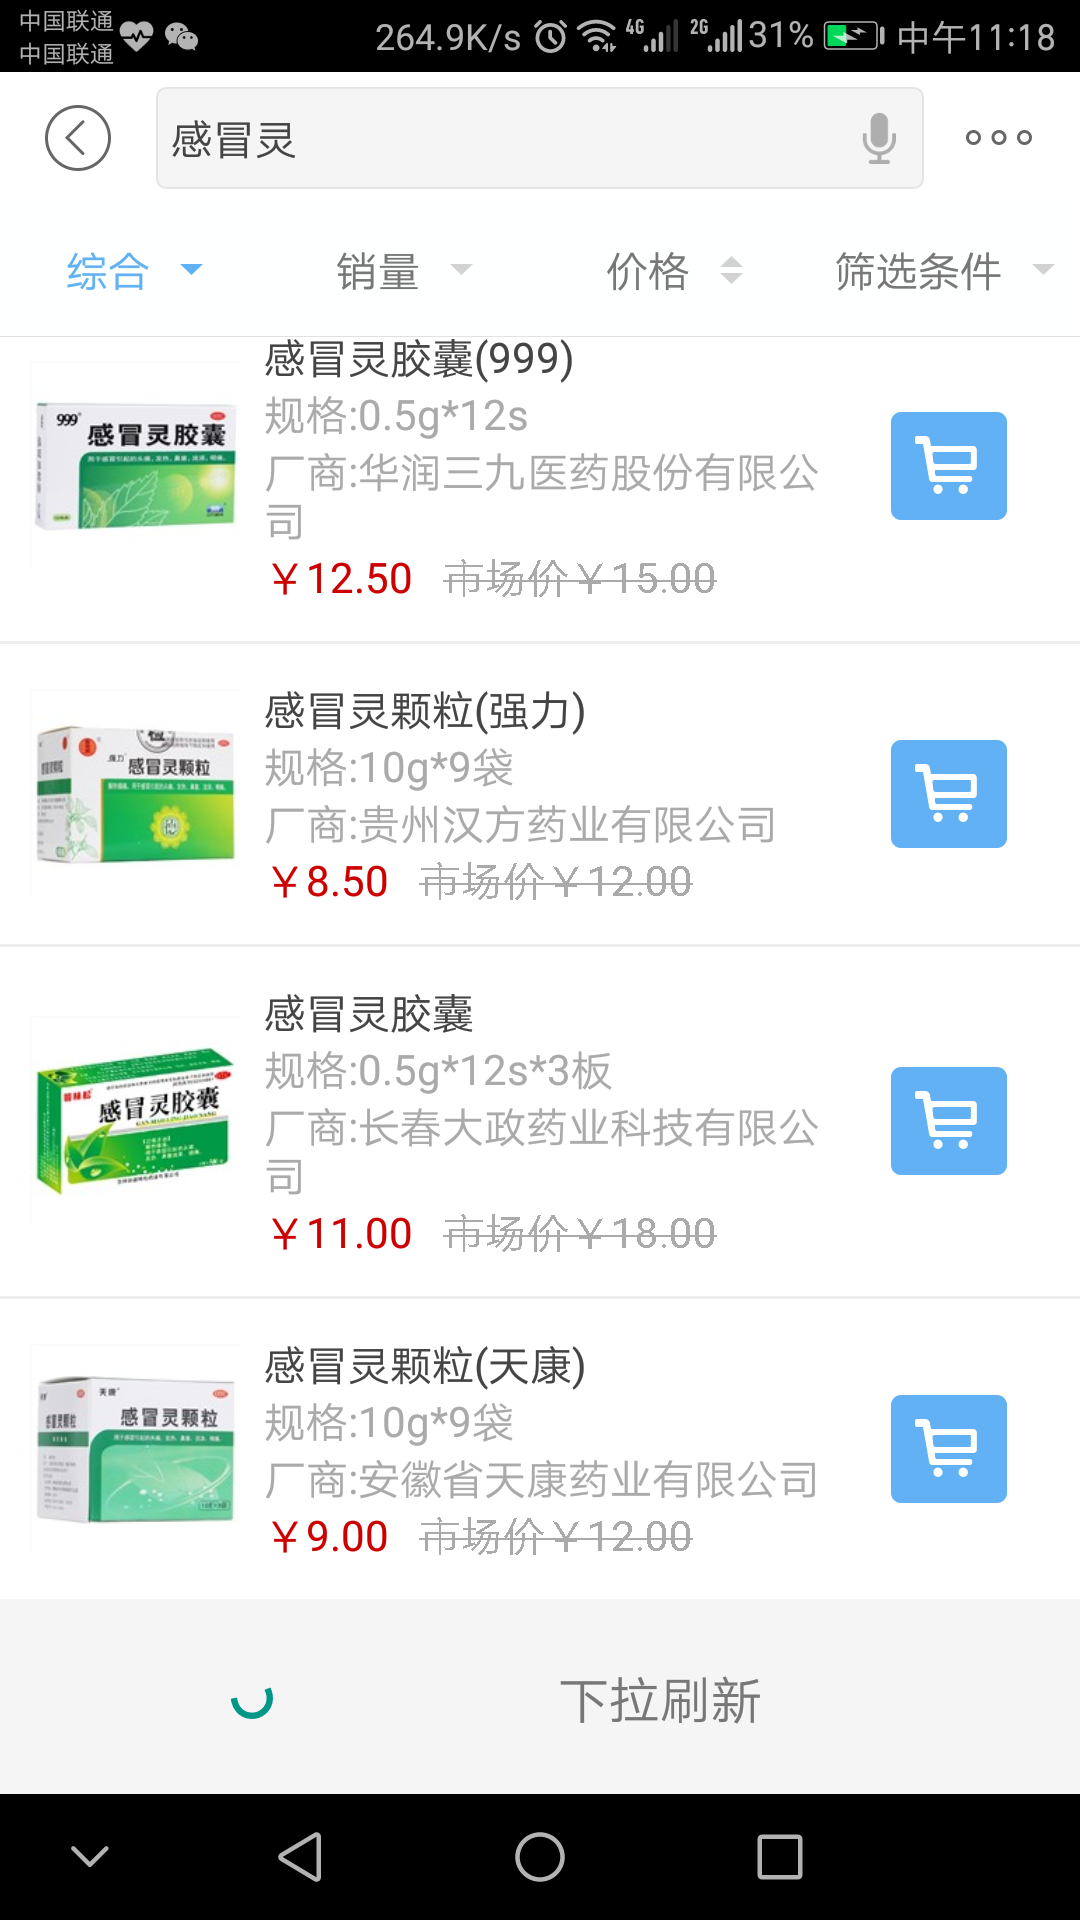 中国联通
中国联通
264.9K/s 4G 2G 31% 中午11:18
感冒灵
综合 销量 价格 筛选条件
感冒灵胶囊(999)
规格:0.5g*12s
厂商:华润三九医药股份有限公
司
￥12.50 市场价￥15.00
999
感冒灵胶囊
感冒灵颗粒(强力)
规格:10g*9袋
厂商:贵州汉方药业有限公司
￥8.50 市场价￥12.00
强力
感冒灵颗粒
感冒灵胶囊
规格:0.5g*12s*3板
厂商:长春大政药业科技有限公
司
￥11.00 市场价￥18.00
感冒灵胶囊
感冒灵颗粒(天康)
规格:10g*9袋
厂商:安徽省天康药业有限公司
￥9.00 市场价￥12.00
天康
感冒灵颗粒
感冒灵颗粒
下拉刷新